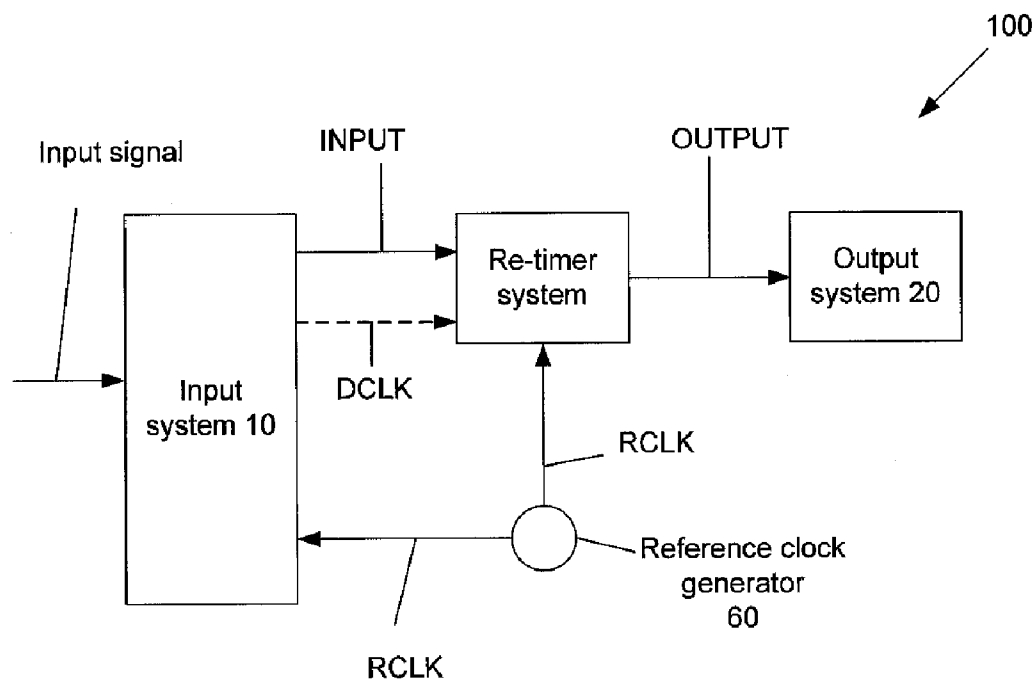 100
Input signal
INPUT
OUTPUT
Re-timer
system
Output
system 20
DCLK
Input
system 10
RCLK
Reference clock
generator
60
RCLK